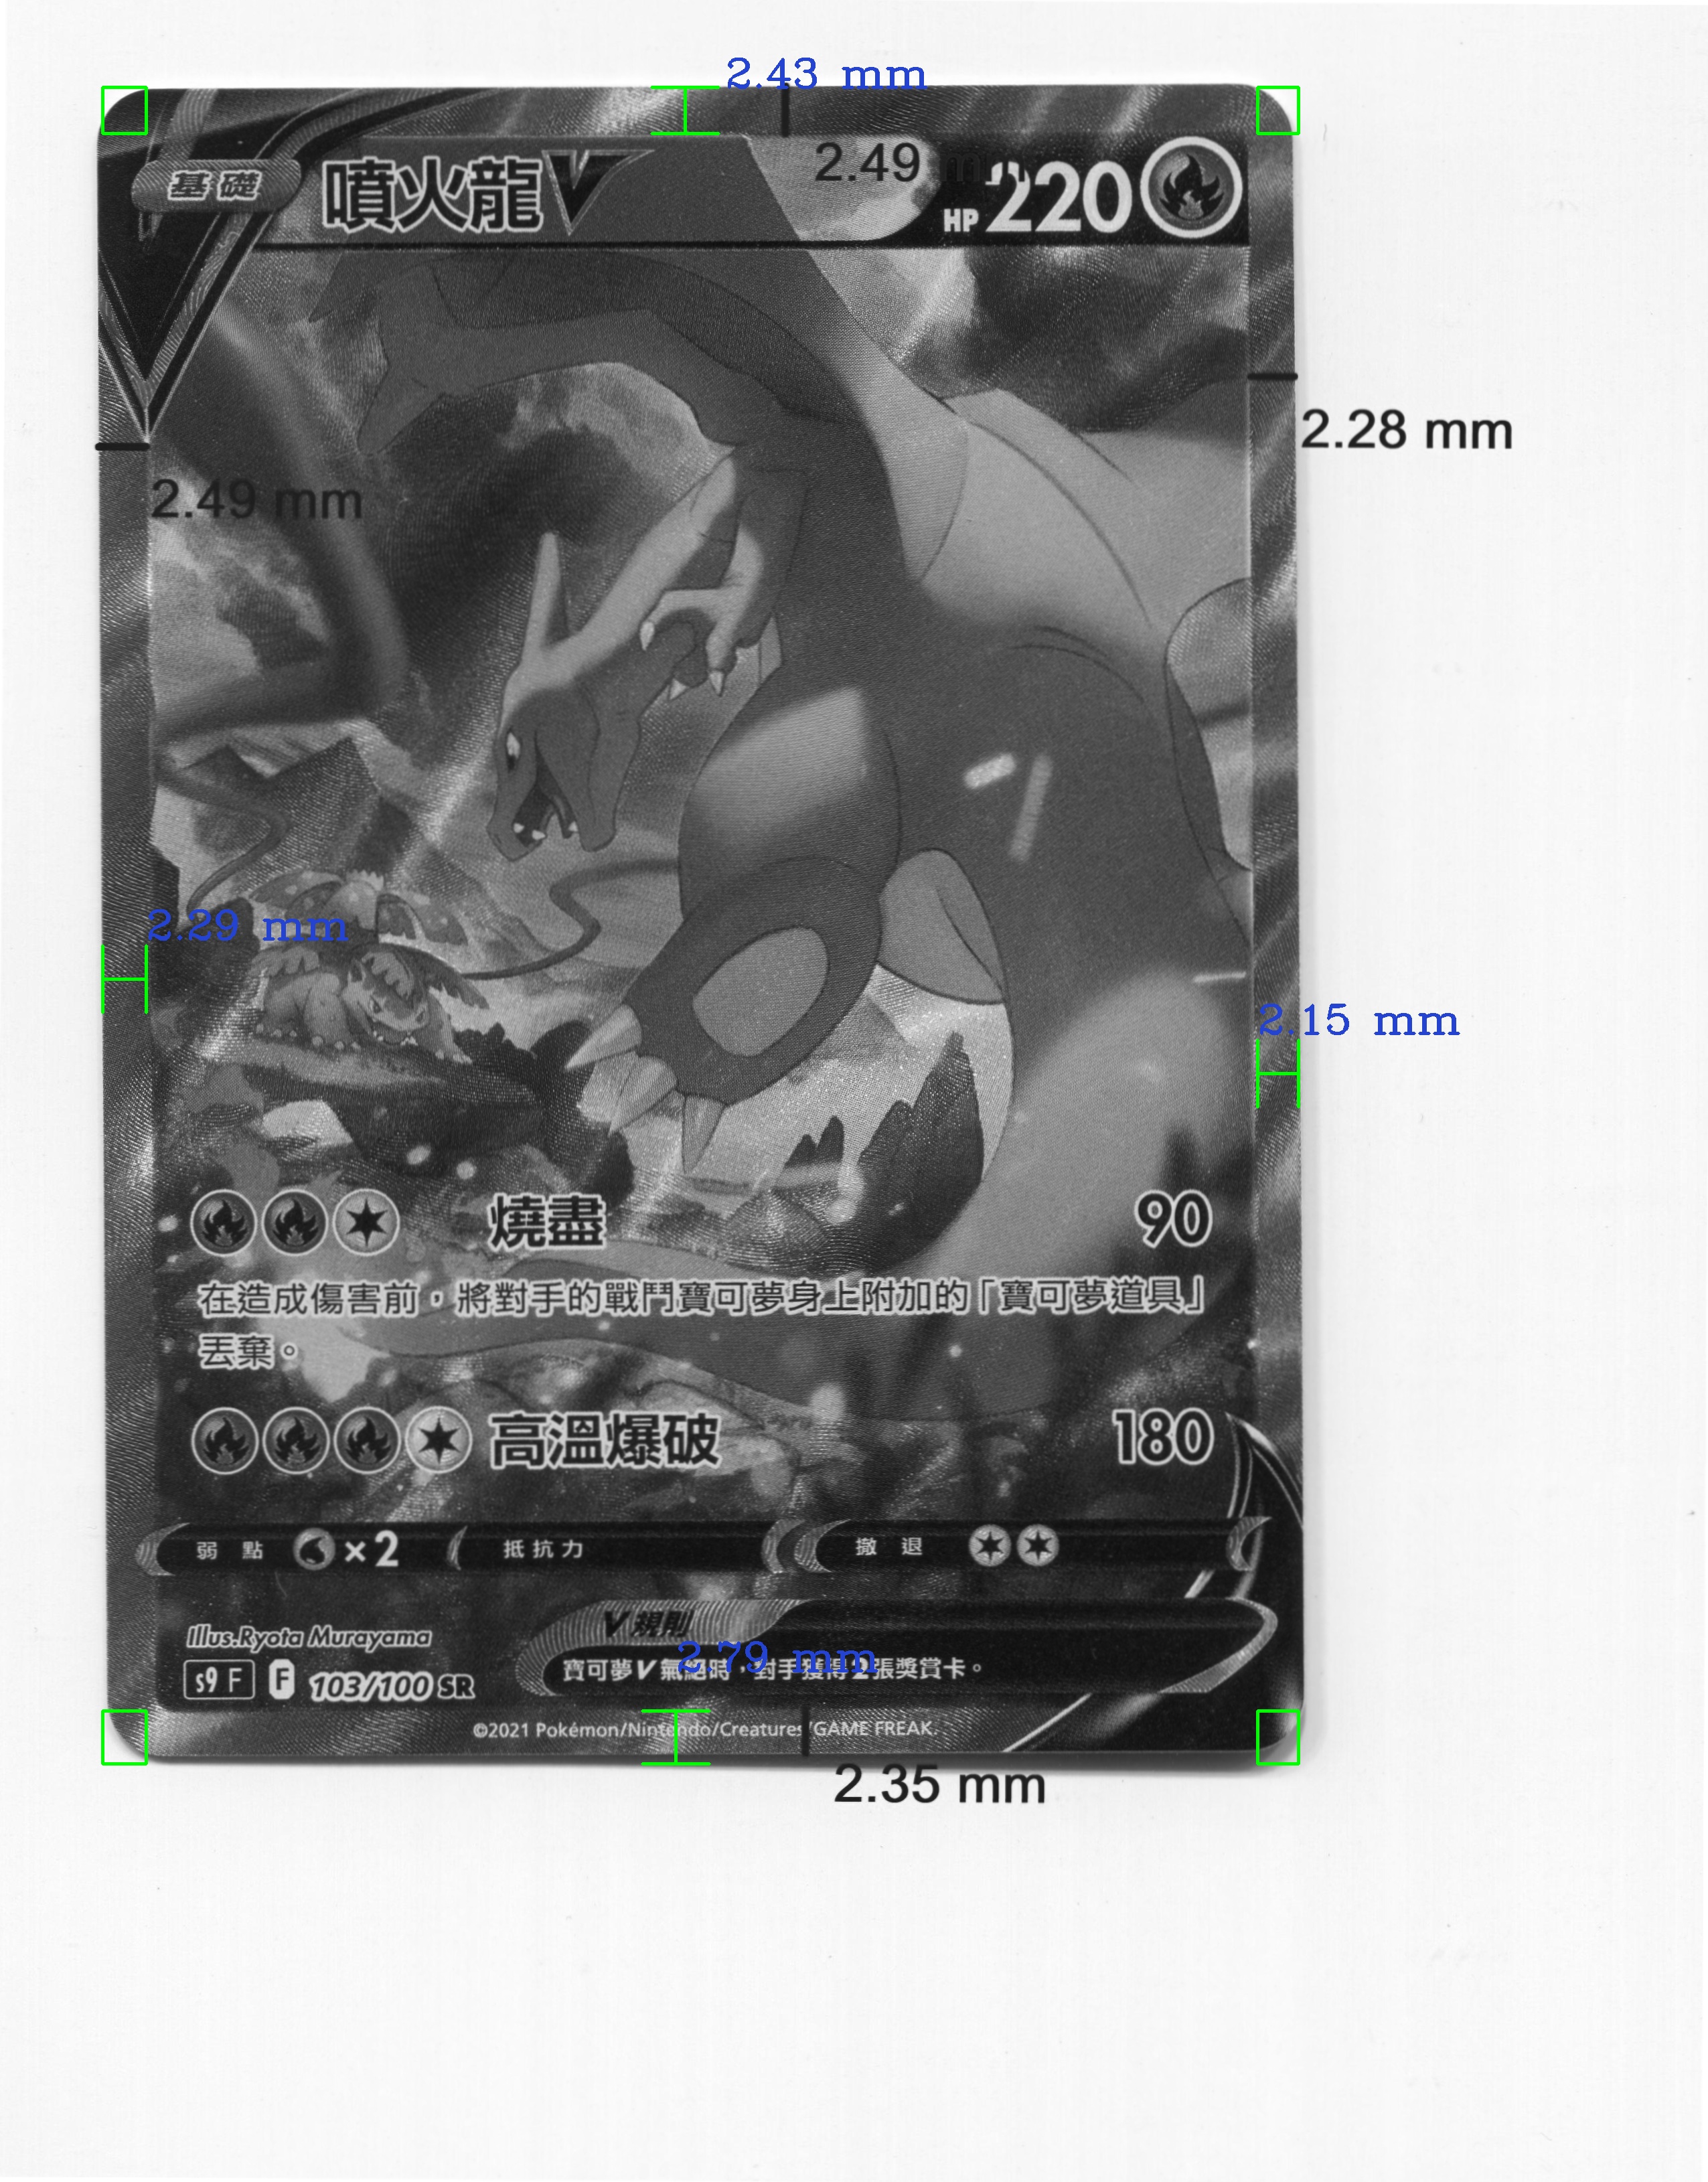 2.43 mm
基礎
噴火龍V
2.49 mm
HP 220
2.28 mm
2.49 mm
2.29 mm
2.15 mm
燒盡 90
在造成傷害前，將對手的戰鬥寶可夢身上附加的「寶可夢道具」
丟棄。
高溫爆破 180
弱點 ×2 抵抗力 撤退
Illus.Ryota Murayama
V規則
2.79 mm
s9 F F 103/100 SR
寶可夢V氣絕時，對手獲得2張獎賞卡。
©2021 Pokémon/Nintendo/Creatures/GAME FREAK.
2.35 mm